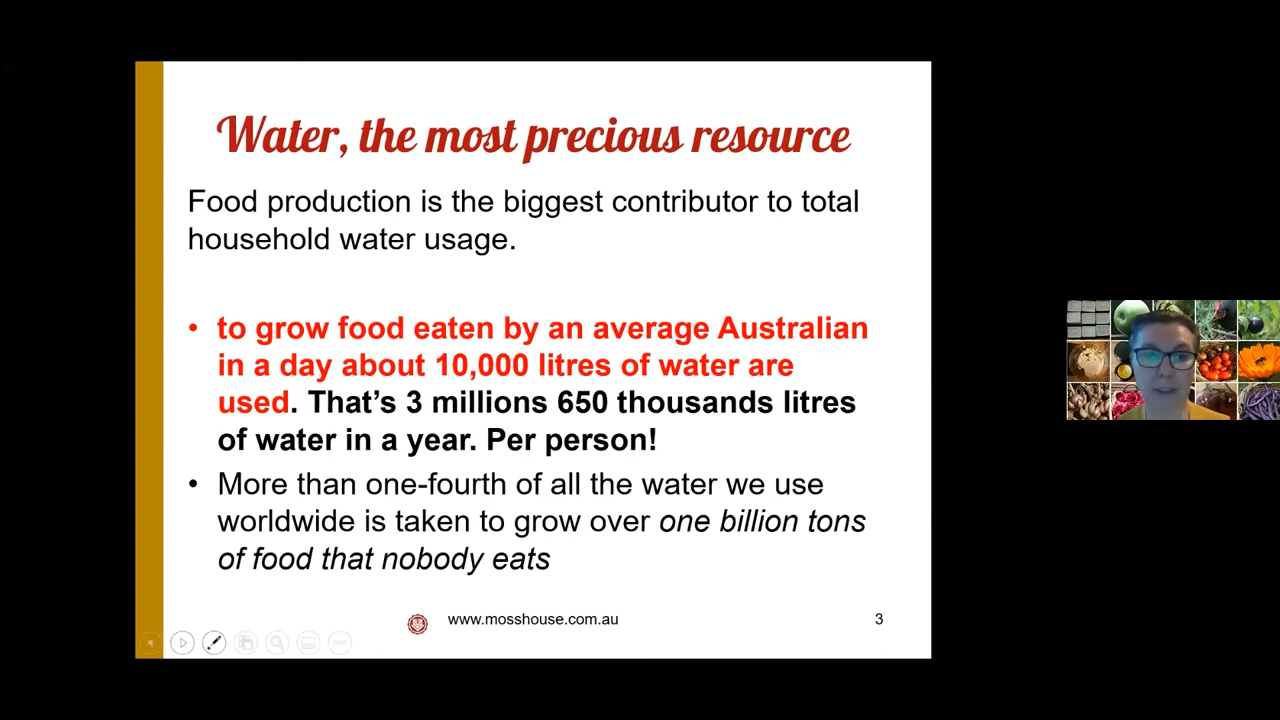 Water, the most precious resource
Food production is the biggest contributor to total
household water usage.
• to grow food eaten by an average Australian
in a day about 10,000 litres of water are
used. That's 3 millions 650 thousands litres
of water in a year. Per person!
• More than one-fourth of all the water we use
worldwide is taken to grow over one billion tons
of food that nobody eats
www.mosshouse.com.au
3